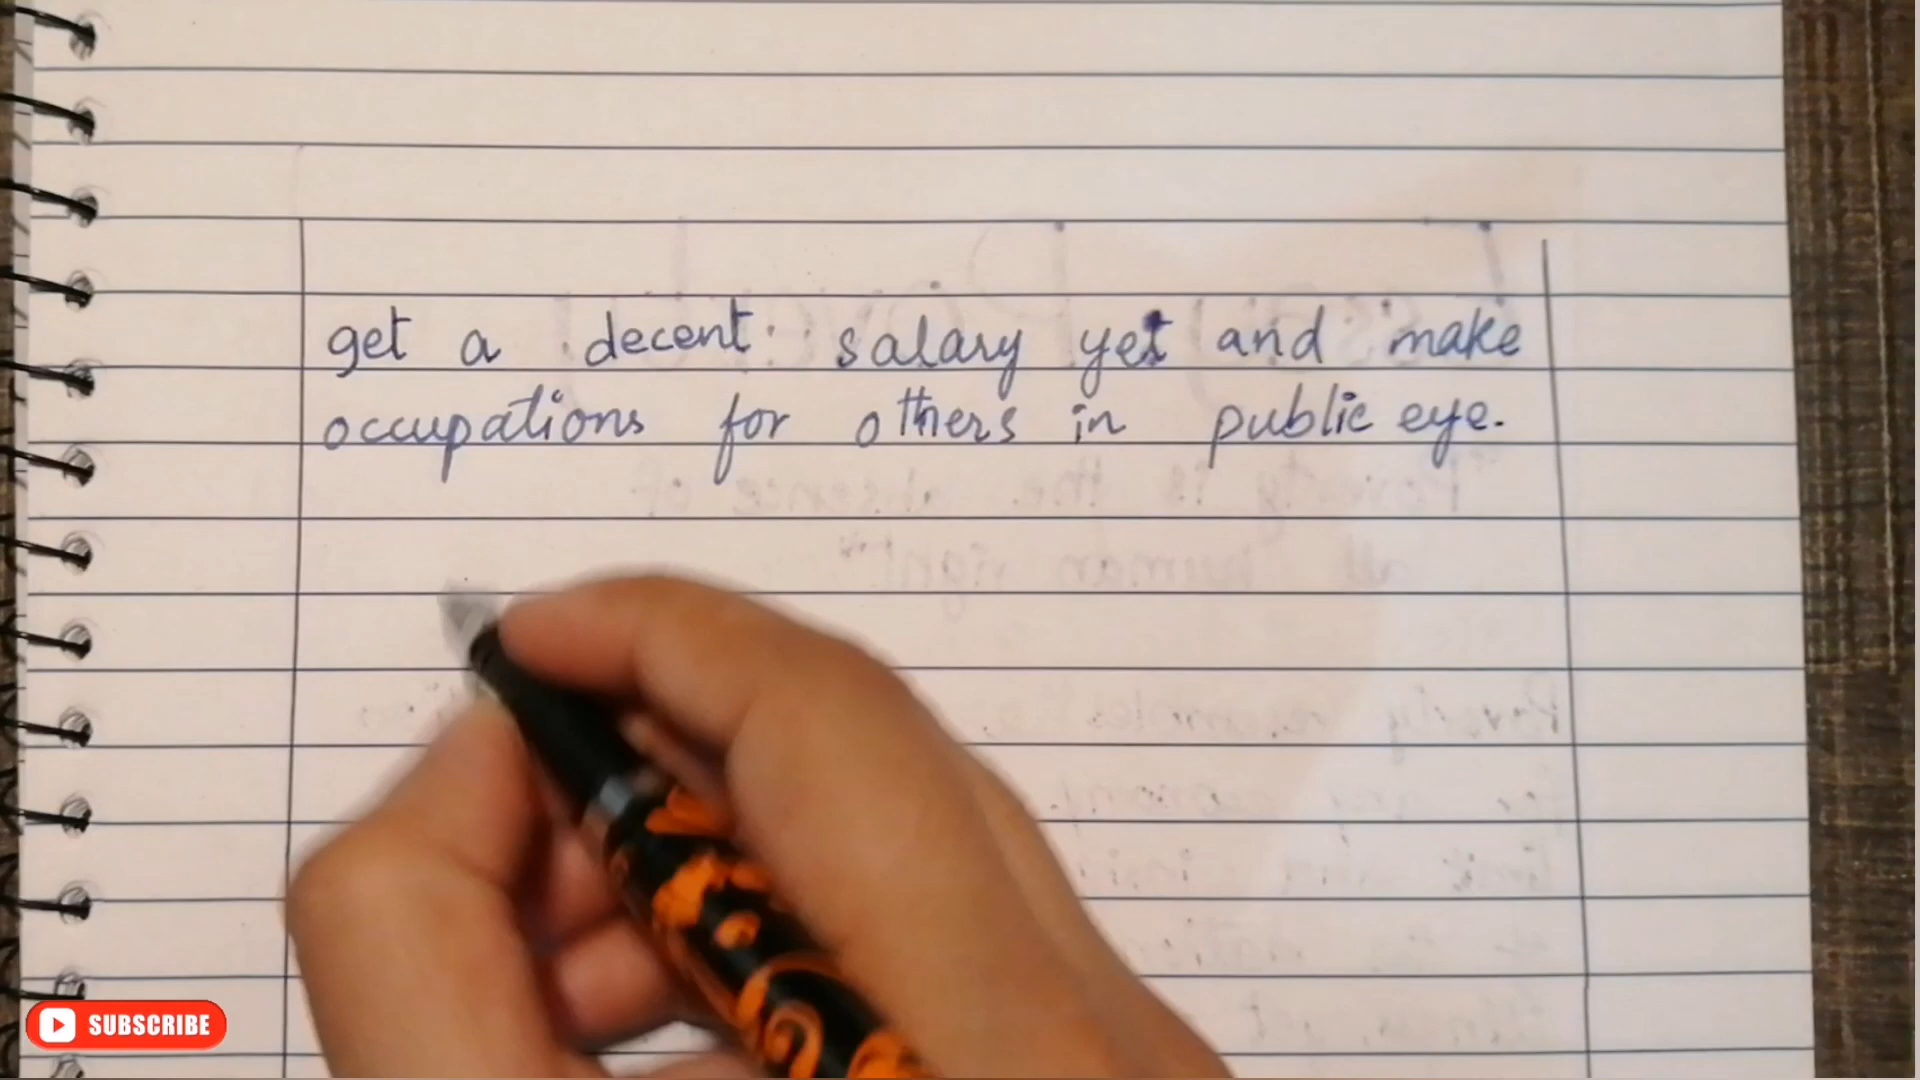 get a decent salary yet and make
occupations for others in public eye.
SUBSCRIBE